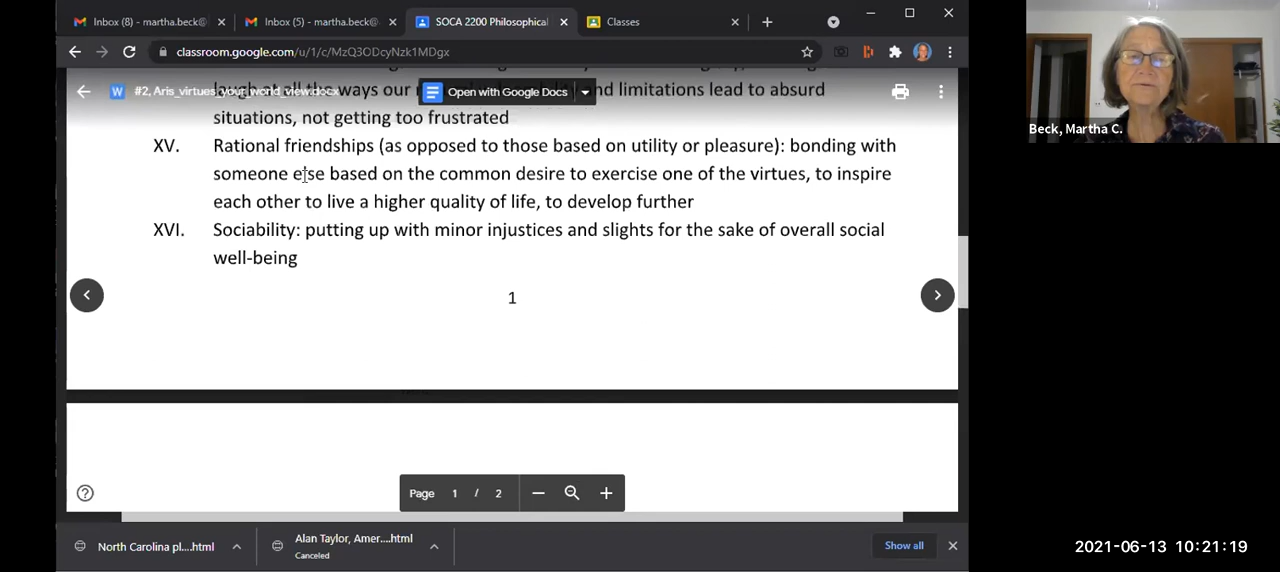 Inbox (8) - martha.beck@
Inbox (5) - martha.beck@
SOCA 2200 Philosophical
Classes
classroom.google.com/u/1/c/MzQ3ODcyNzk1MDgx
#2, Aris_virtues_your_world_view.docx
Open with Google Docs
and limitations lead to absurd
situations, not getting too frustrated
XV. Rational friendships (as opposed to those based on utility or pleasure): bonding with
someone else based on the common desire to exercise one of the virtues, to inspire
each other to live a higher quality of life, to develop further
XVI. Sociability: putting up with minor injustices and slights for the sake of overall social
well-being
1
Page 1 / 2
North Carolina pl....html
Alan Taylor, Amer....html
Canceled
Show all
Beck, Martha C.
2021-06-13 10:21:19